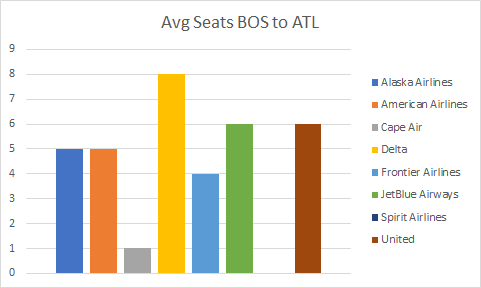 Avg Seats BOS to ATL
9
8
7
6
5
4
3
2
1
0
Alaska Airlines
American Airlines
Cape Air
Delta
Frontier Airlines
JetBlue Airways
Spirit Airlines
United